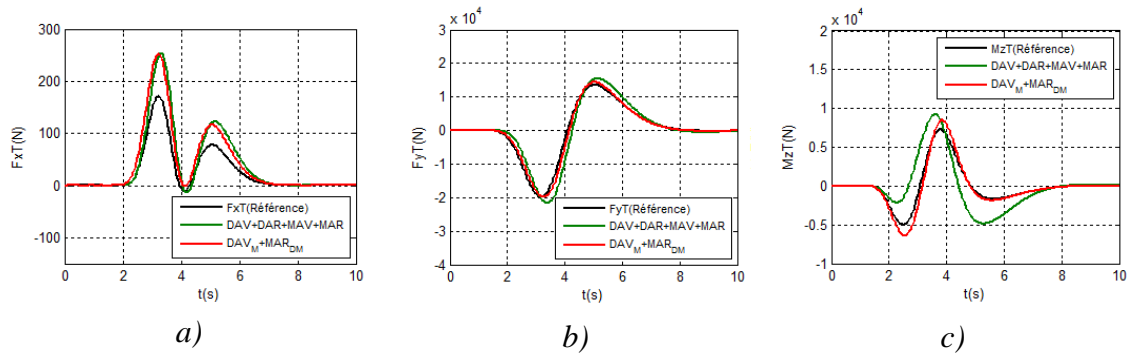 300
200
100
0
-100
FxT(N)
0 2 4 6 8 10
t(s)
FxT(Référence)
DAV+DAR+MAV+MAR
DAVM+MARDM
a)
x 10^4
3
2
1
0
-1
-2
-3
-4
FyT(N)
0 2 4 6 8 10
t(s)
FyT(Référence)
DAV+DAR+MAV+MAR
DAVM+MARDM
b)
x 10^4
2
1.5
1
0.5
0
-0.5
-1
MzT(N)
0 2 4 6 8 10
t(s)
MzT(Référence)
DAV+DAR+MAV+MAR
DAVM+MARDM
c)